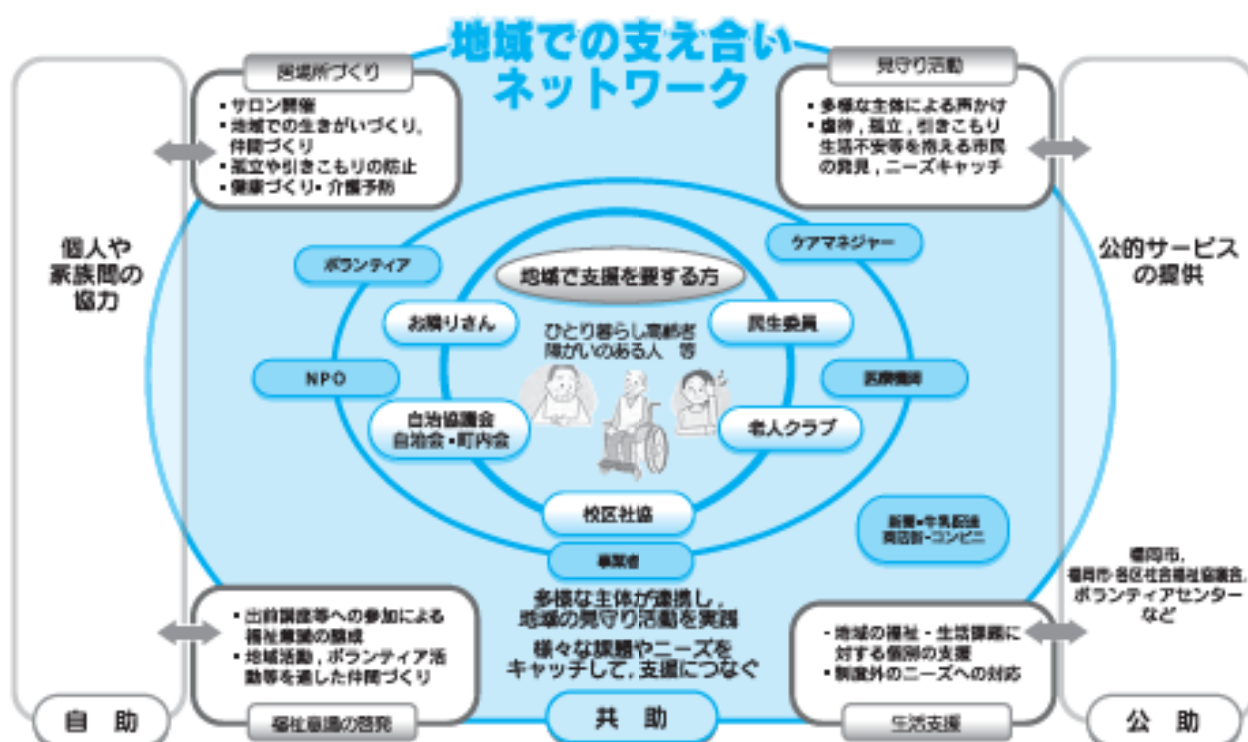 地域での支え合い
ネットワーク
居場所づくり
・サロン開催
・地域での生きがいづくり,
仲間づくり
・孤立や引きこもりの防止
・健康づくり・介護予防
見守り活動
・多様な主体による声かけ
・虐待,孤立,引きこもり
生活不安等を抱える市民
の発見,ニーズキャッチ
個人や
家族間の
協力
公的サービス
の提供
ボランティア
ケアマネジャー
地域で支援を要する方
お隣りさん
ひとり暮らし高齢者
障がいのある人 等
民生委員
NPO
医療機関
自治協議会
自治会・町内会
老人クラブ
校区社協
新聞・牛乳配達
商店街・コンビニ
事業者
多様な主体が連携し,
地域の見守り活動を実践
様々な課題やニーズを
キャッチして,支援につなぐ
福岡市,
福岡市・各区社会福祉協議会,
ボランティアセンター
など
・出前講座等への参加による
福祉意識の醸成
・地域活動,ボランティア活
動等を通した仲間づくり
福祉意識の啓発
・地域の福祉・生活課題に
対する個別の支援
・制度外のニーズへの対応
生活支援
自 助
共 助
公 助